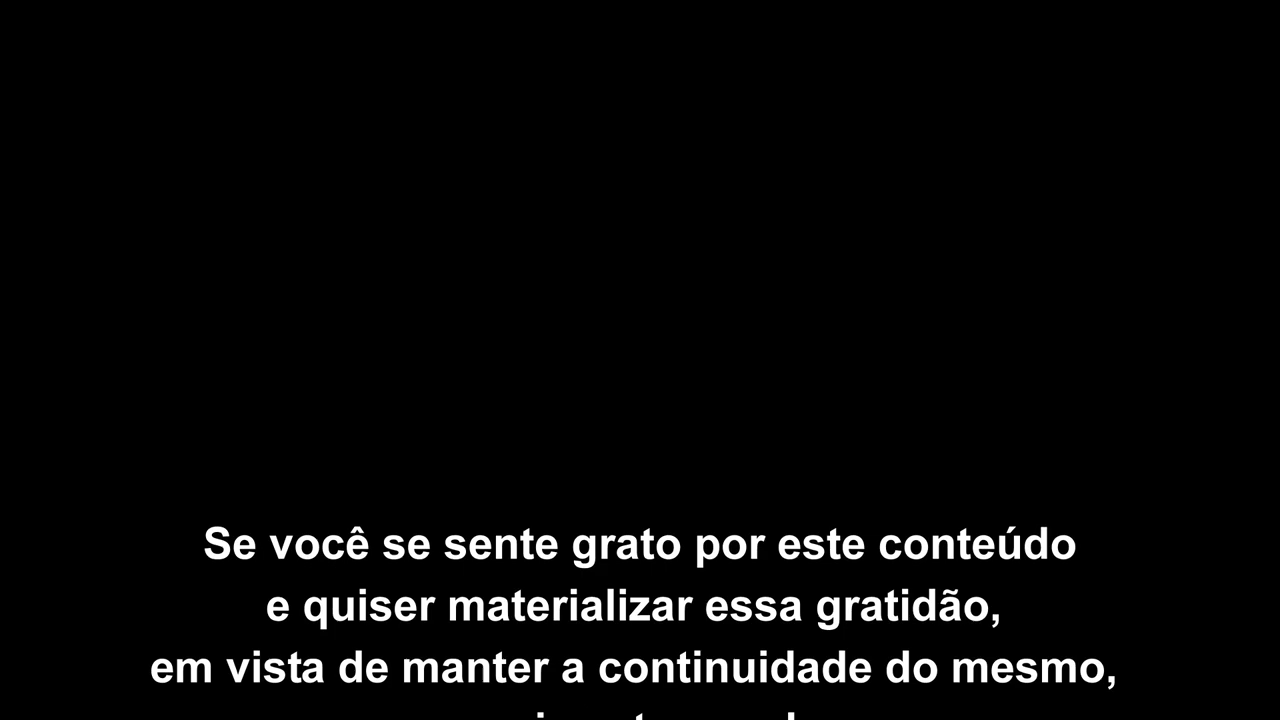 Se você se sente grato por este conteúdo
e quiser materializar essa gratidão,
em vista de manter a continuidade do mesmo,